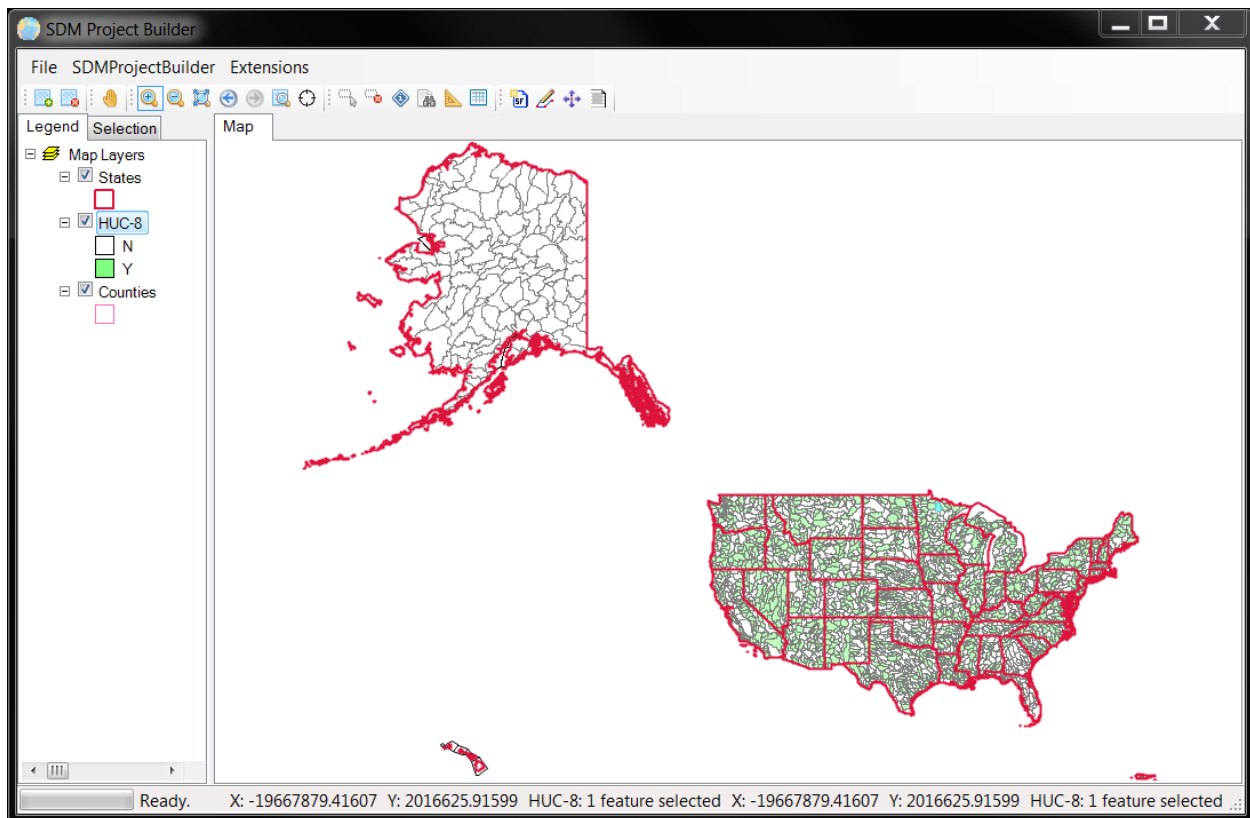 SDM Project Builder
File SDMProjectBuilder Extensions
SF
Legend Selection Map
Map Layers
States
HUC-8
N
Y
Counties
Ready. X: -19667879.41607 Y: 2016625.91599 HUC-8: 1 feature selected X: -19667879.41607 Y: 2016625.91599 HUC-8: 1 feature selected